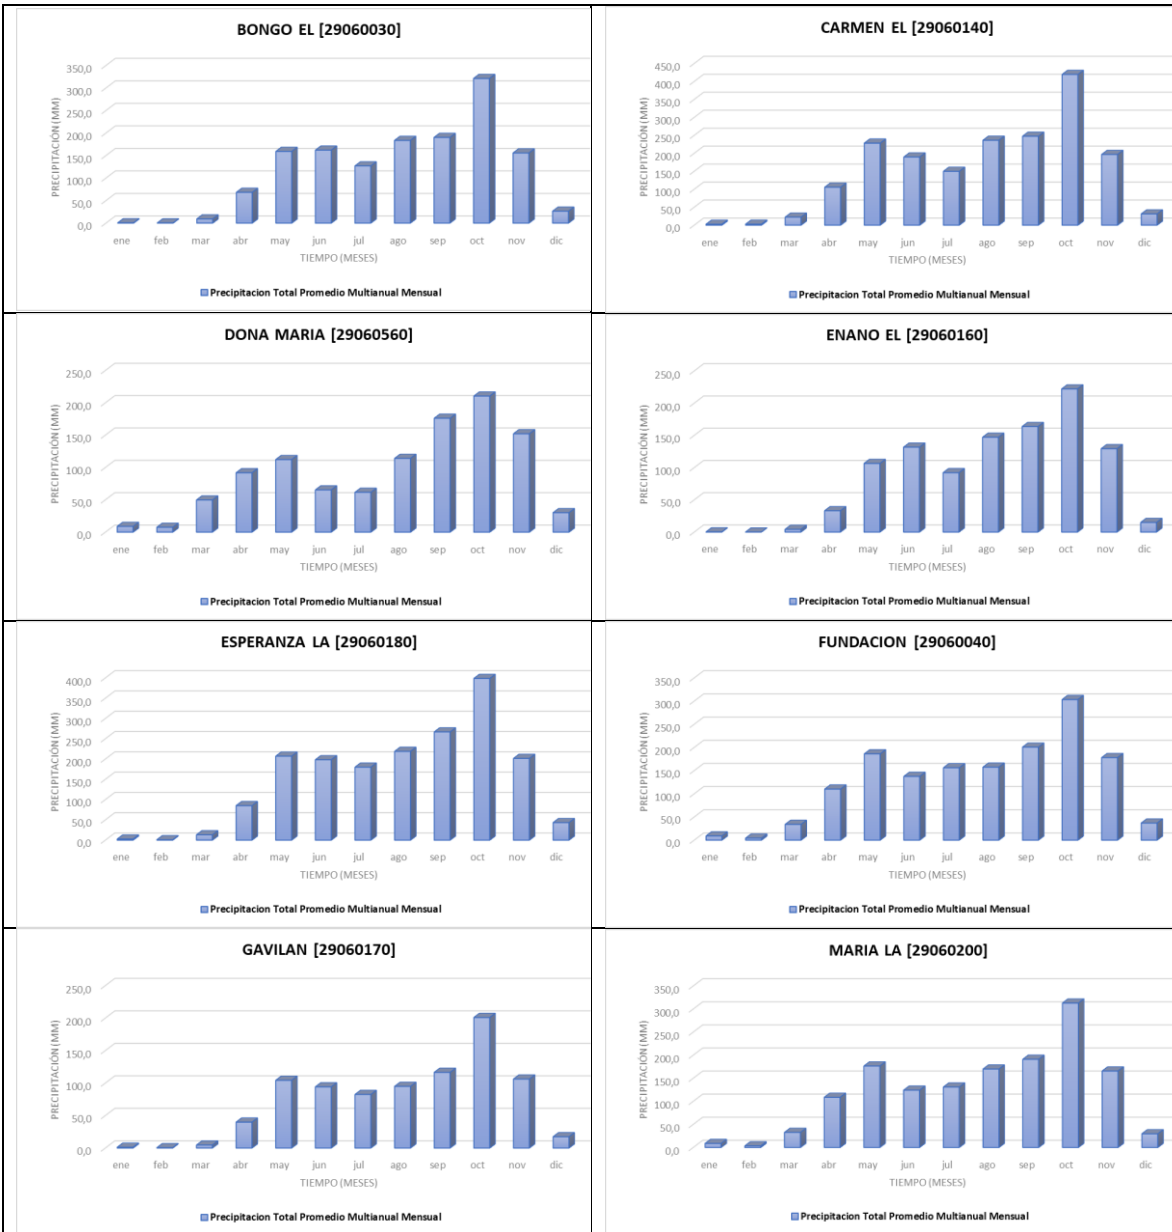 BONGO EL [29060030]
PRECIPITACIÓN (MM)
350,0
300,0
250,0
200,0
150,0
100,0
50,0
0,0
ene feb mar abr may jun jul ago sep oct nov dic
TIEMPO (MESES)
Precipitacion Total Promedio Multianual Mensual
CARMEN EL [29060140]
PRECIPITACIÓN (MM)
450,0
400,0
350,0
300,0
250,0
200,0
150,0
100,0
50,0
0,0
ene feb mar abr may jun jul ago sep oct nov dic
TIEMPO (MESES)
Precipitacion Total Promedio Multianual Mensual
DONA MARIA [29060560]
PRECIPITACIÓN (MM)
250,0
200,0
150,0
100,0
50,0
0,0
ene feb mar abr may jun jul ago sep oct nov dic
TIEMPO (MESES)
Precipitacion Total Promedio Multianual Mensual
ENANO EL [29060160]
PRECIPITACIÓN (MM)
250,0
200,0
150,0
100,0
50,0
0,0
ene feb mar abr may jun jul ago sep oct nov dic
TIEMPO (MESES)
Precipitacion Total Promedio Multianual Mensual
ESPERANZA LA [29060180]
PRECIPITACIÓN (MM)
400,0
350,0
300,0
250,0
200,0
150,0
100,0
50,0
0,0
ene feb mar abr may jun jul ago sep oct nov dic
TIEMPO (MESES)
Precipitacion Total Promedio Multianual Mensual
FUNDACION [29060040]
PRECIPITACIÓN (MM)
350,0
300,0
250,0
200,0
150,0
100,0
50,0
0,0
ene feb mar abr may jun jul ago sep oct nov dic
TIEMPO (MESES)
Precipitacion Total Promedio Multianual Mensual
GAVILAN [29060170]
PRECIPITACIÓN (MM)
250,0
200,0
150,0
100,0
50,0
0,0
ene feb mar abr may jun jul ago sep oct nov dic
TIEMPO (MESES)
Precipitacion Total Promedio Multianual Mensual
MARIA LA [29060200]
PRECIPITACIÓN (MM)
350,0
300,0
250,0
200,0
150,0
100,0
50,0
0,0
ene feb mar abr may jun jul ago sep oct nov dic
TIEMPO (MESES)
Precipitacion Total Promedio Multianual Mensual